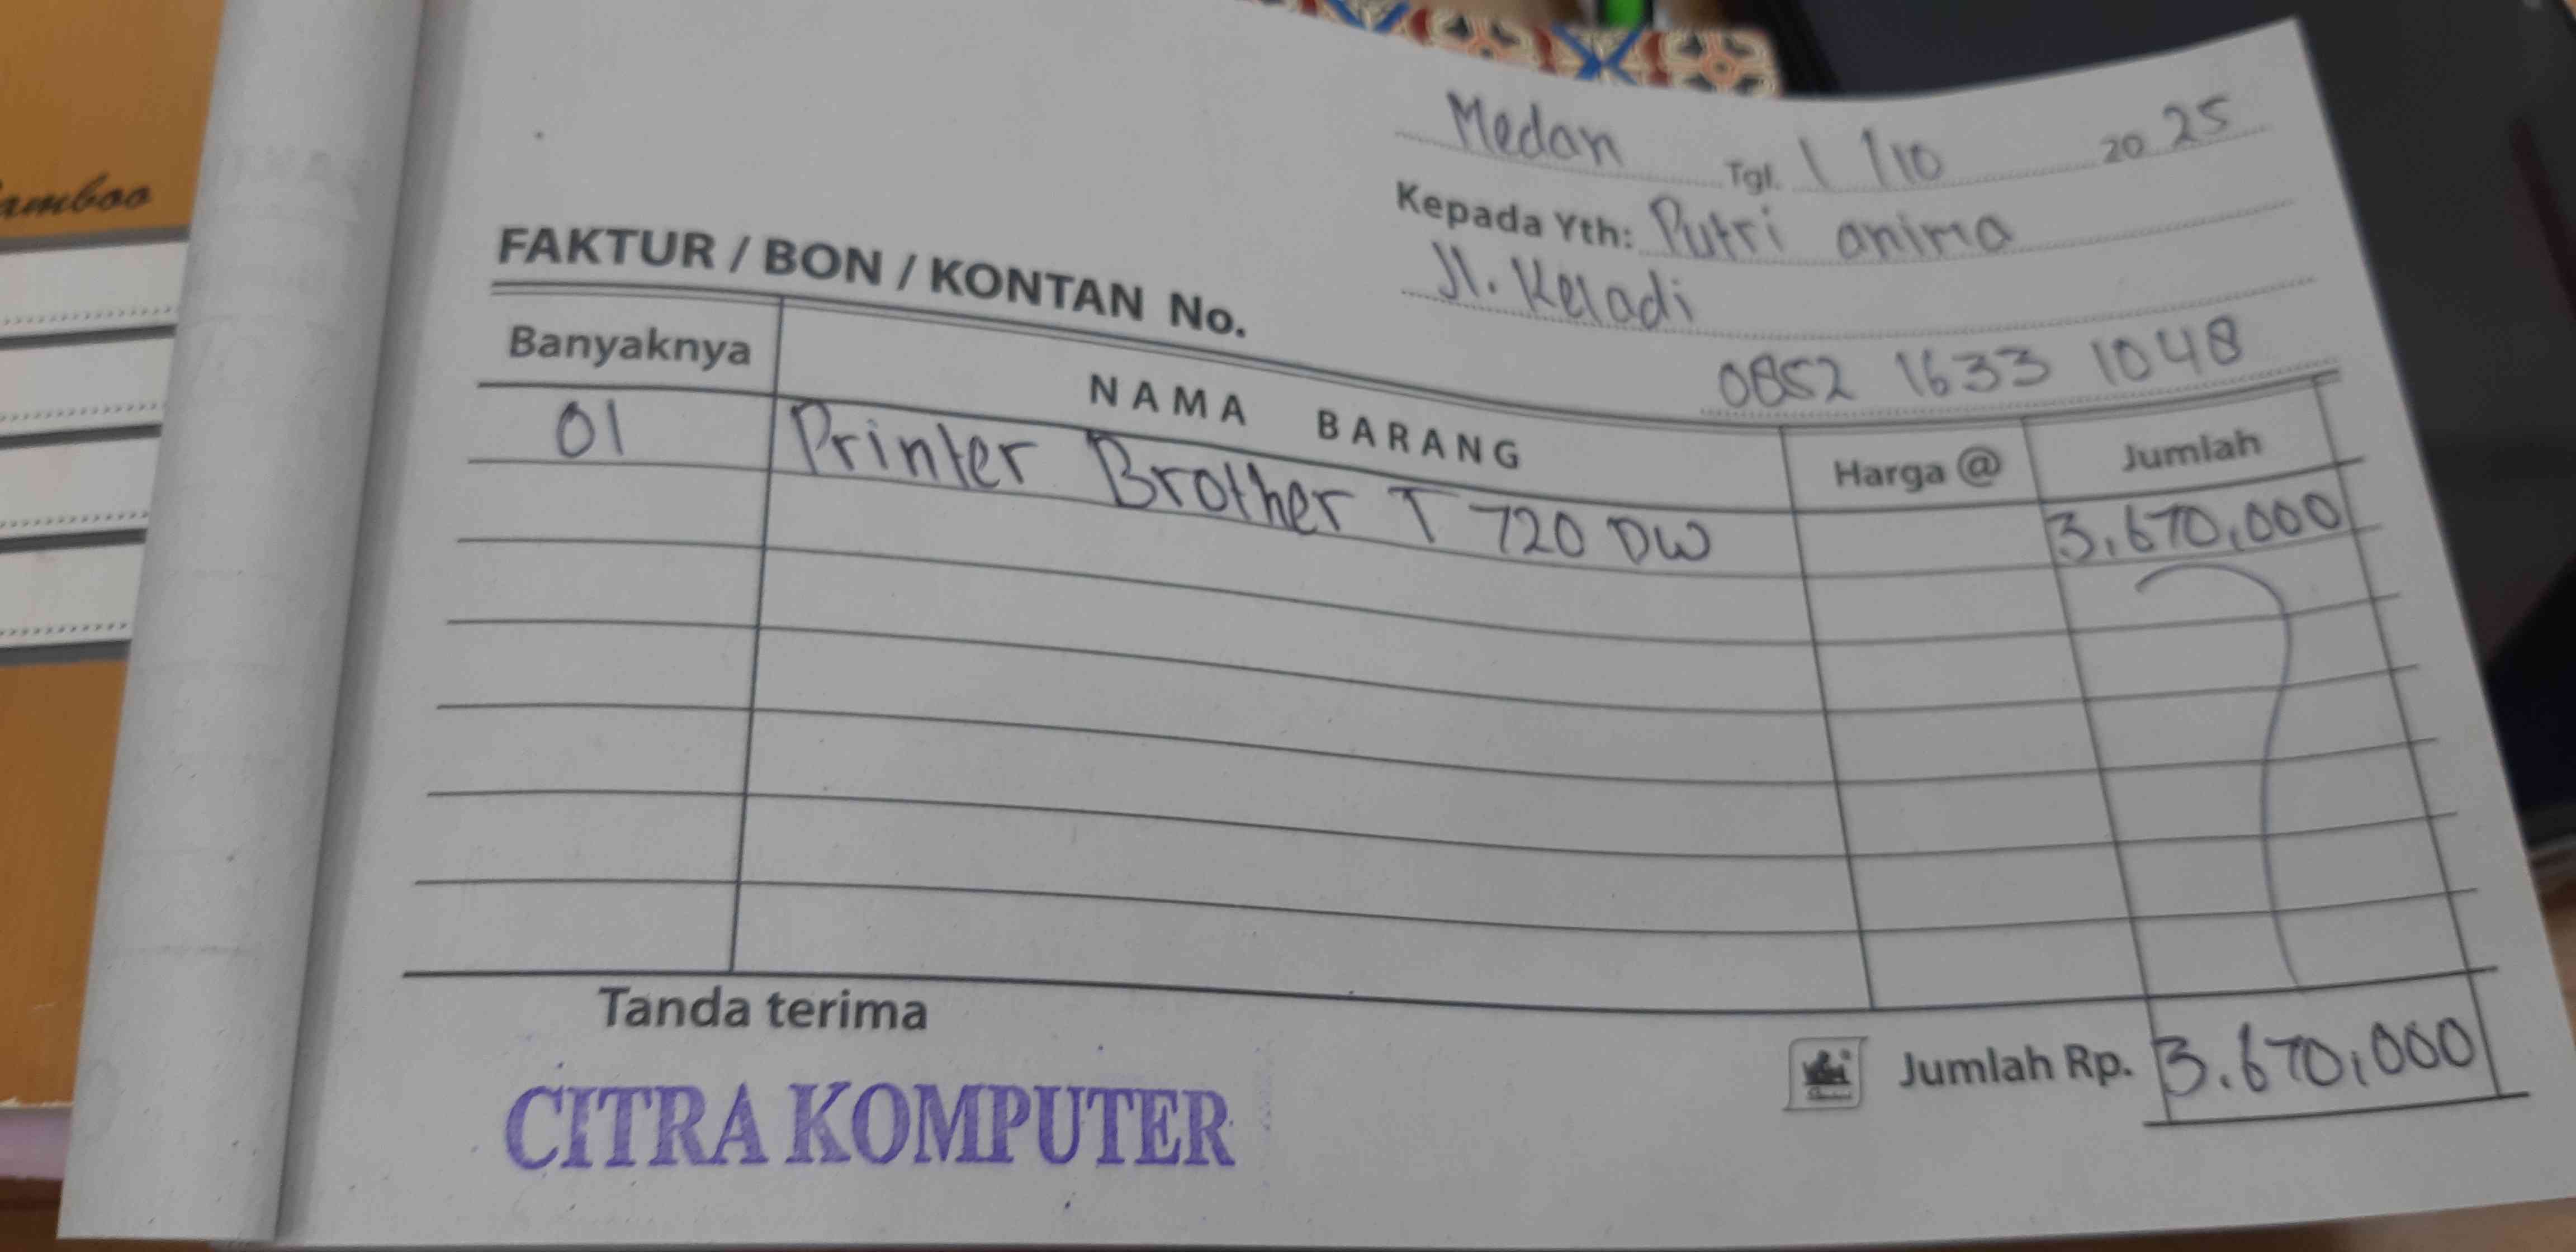 amboo
Medan Tgl. 1/10 20 25
Kepada Yth: Putri anima
Jl. Keladi
0852 1633 1048
FAKTUR / BON / KONTAN No.
Banyaknya NAMA BARANG Harga @ Jumlah
01 Printer Brother T 720 DW 3.670.000
Tanda terima
Jumlah Rp. 3.670.000
CITRA KOMPUTER